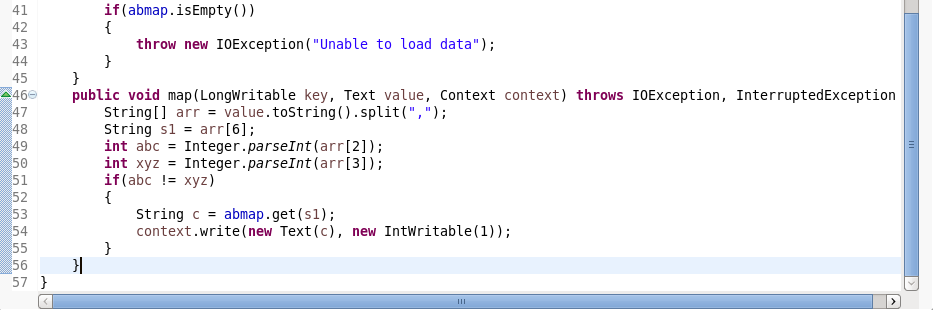 41 if(abmap.isEmpty())
42 {
43 throw new IOException("Unable to load data");
44 }
45 }
46 public void map(LongWritable key, Text value, Context context) throws IOException, InterruptedException
47 String[] arr = value.toString().split(",");
48 String s1 = arr[6];
49 int abc = Integer.parseInt(arr[2]);
50 int xyz = Integer.parseInt(arr[3]);
51 if(abc != xyz)
52 {
53 String c = abmap.get(s1);
54 context.write(new Text(c), new IntWritable(1));
55 }
56 }
57 }